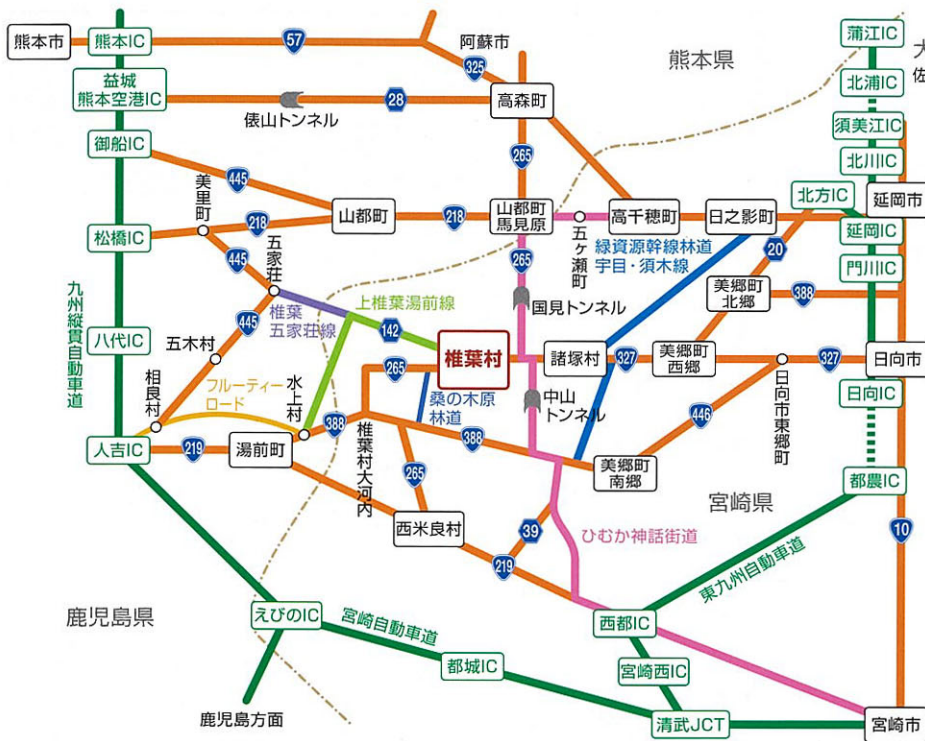 熊本市
熊本IC
57
325
阿蘇市
熊本県
蒲江IC
大
佐
益城
熊本空港IC
俵山トンネル
28
高森町
北浦IC
須美江IC
御船IC
445
美里町
265
北川IC
北方IC
延岡市
松橋IC
218
山都町
218
山都町
馬見原
五ヶ瀬町
高千穂町
日之影町
延岡IC
445
五家荘
265
緑資源幹線林道
宇目・須木線
20
門川IC
九州縦貫自動車道
椎葉
五家荘線
上椎葉湯前線
国見トンネル
美郷町
北郷
388
八代IC
五木村
445
142
椎葉村
諸塚村
327
美郷町
西郷
327
日向市
相良村
フルーティー
ロード
水上村
265
桑の木原
林道
中山
トンネル
日向市東郷町
日向IC
人吉IC
219
湯前町
388
椎葉村大河内
388
446
美郷町
南郷
都農IC
265
西米良村
宮崎県
39
ひむか神話街道
219
10
東九州自動車道
鹿児島県
えびのIC
宮崎自動車道
西都IC
都城IC
宮崎西IC
鹿児島方面
清武JCT
宮崎市